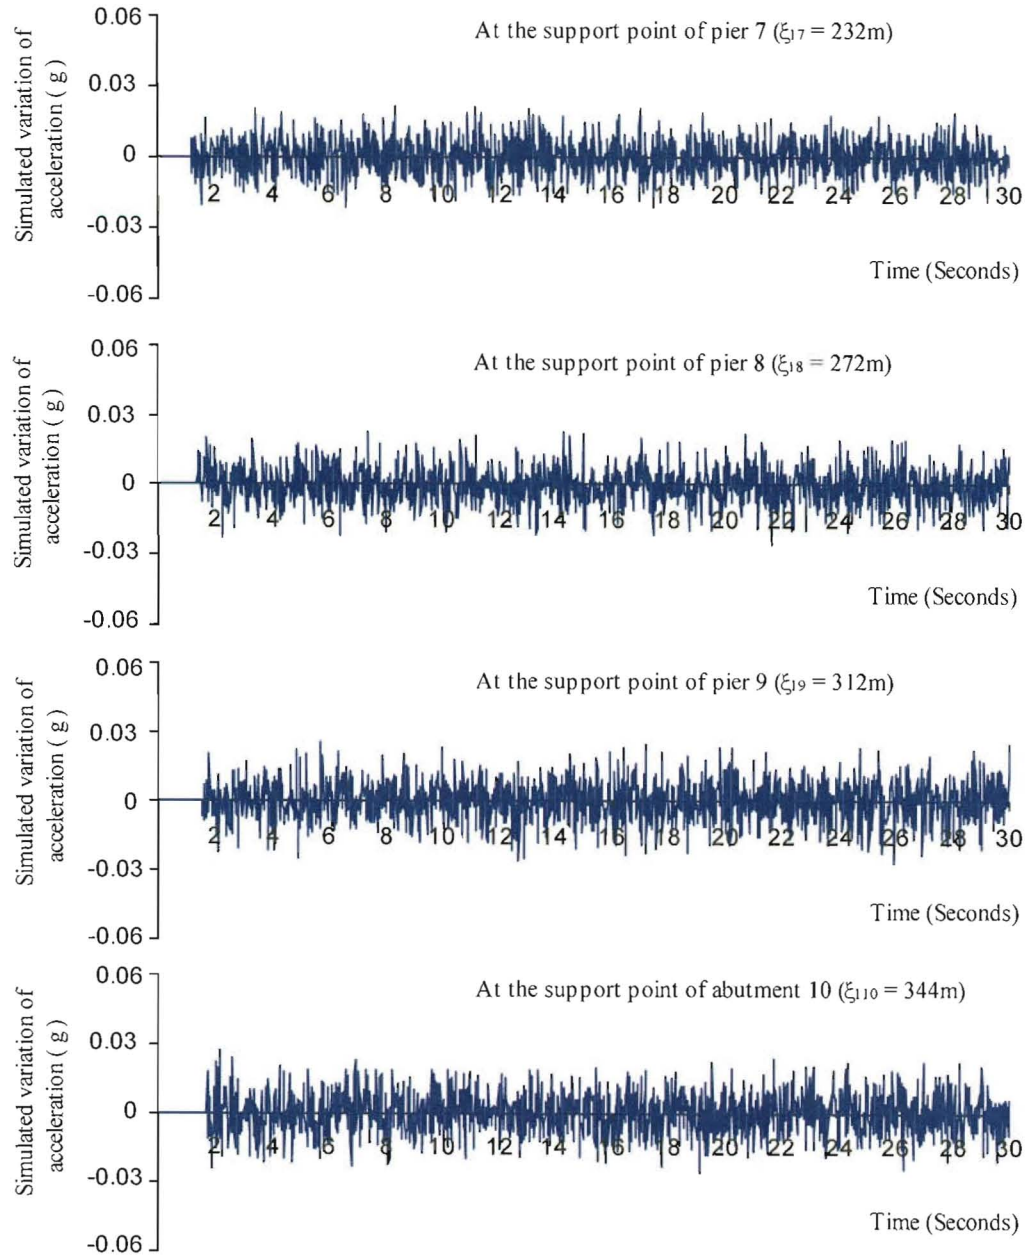 0.06
At the support point of pier 7 (ξ17 = 232m)
Simulated variation of
acceleration ( g )
0.03
0
-0.03
-0.06
2 4 6 8 10 12 14 16 18 20 22 24 26 28 30
Time (Seconds)
0.06
At the support point of pier 8 (ξ18 = 272m)
Simulated variation of
acceleration ( g )
0.03
0
-0.03
-0.06
2 4 6 8 10 12 14 16 18 20 22 24 26 28 30
Time (Seconds)
0.06
At the support point of pier 9 (ξ19 = 312m)
Simulated variation of
acceleration ( g )
0.03
0
-0.03
-0.06
2 4 6 8 10 12 14 16 18 20 22 24 26 28 30
Time (Seconds)
0.06
At the support point of abutment 10 (ξ110 = 344m)
Simulated variation of
acceleration ( g )
0.03
0
-0.03
-0.06
2 4 6 8 10 12 14 16 18 20 22 24 26 28 30
Time (Seconds)